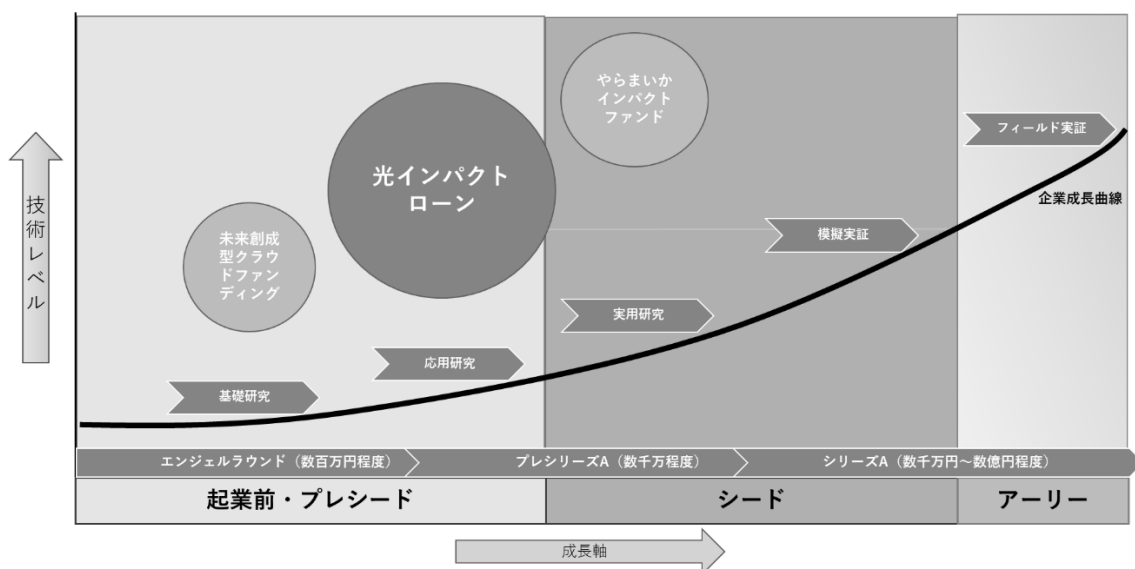 やらまいか
インパクト
ファンド
フィールド実証
光インパクト
ローン
企業成長曲線
技術レベル
未来創成
型クラウ
ドファン
ディング
模擬実証
実用研究
応用研究
基礎研究
エンジェルラウンド（数百万円程度）
プレシリーズA（数千万程度）
シリーズA（数千万円～数億円程度）
起業前・プレシード
シード
アーリー
成長軸